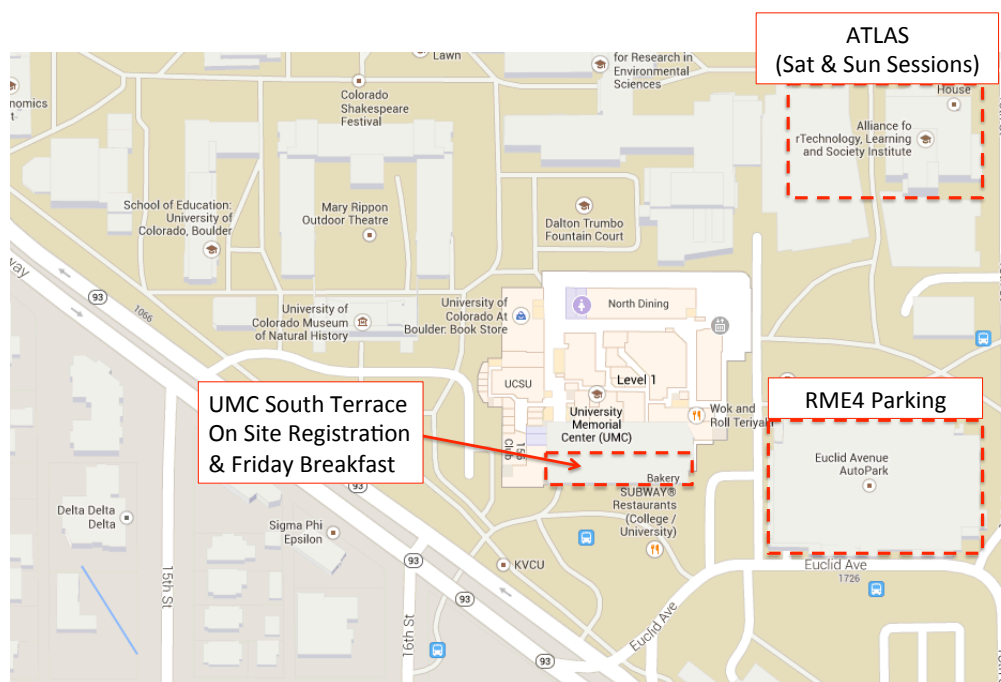 ATLAS
(Sat & Sun Sessions)
Lawn
for Research in
Environmental
Sciences
House
onomics
Colorado
Shakespeare
Festival
Alliance fo
rTechnology, Learning
and Society Institute
School of Education:
University of
Colorado, Boulder
Mary Rippon
Outdoor Theatre
Dalton Trumbo
Fountain Court
way
93
1066
University of
Colorado Museum
of Natural History
University of
Colorado At
Boulder: Book Store
North Dining
UCSU
Level 1
University
Memorial
Center (UMC)
Wok and
Roll Teriyaki
UMC South Terrace
On Site Registration
& Friday Breakfast
155
Club
RME4 Parking
Euclid Avenue
AutoPark
Bakery
SUBWAY®
Restaurants
(College /
University)
93
Delta Delta
Delta
Sigma Phi
Epsilon
93
KVCU
15th St
16th St
93
93
Euclid Ave
Euclid Ave
1726